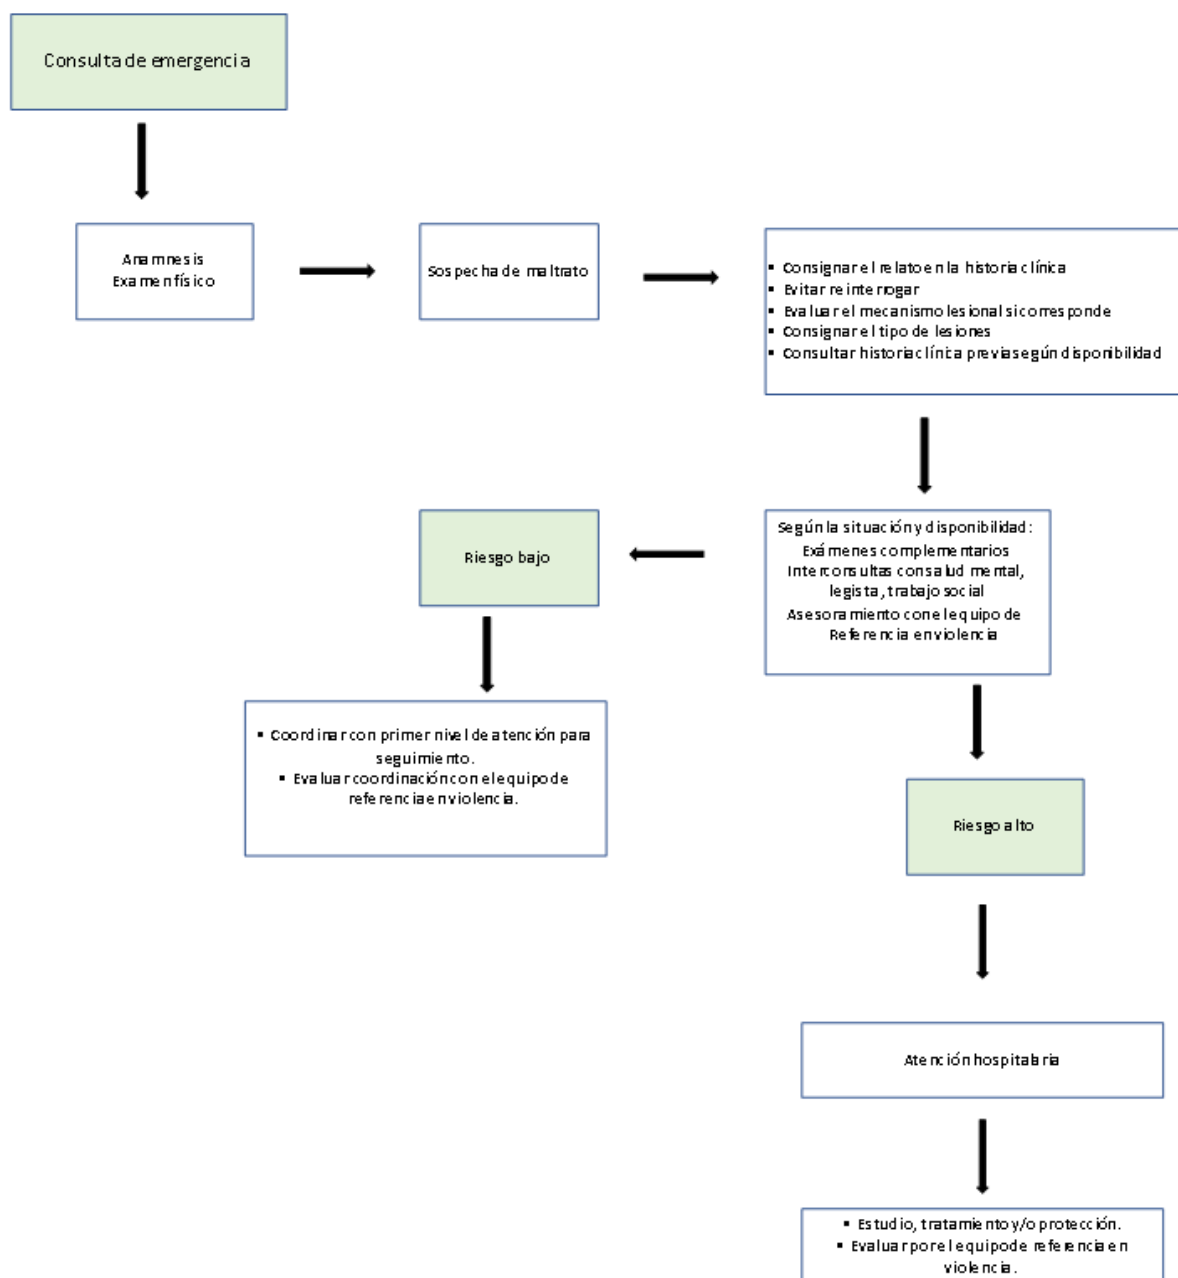 Consulta de emergencia
Anamnesis
Examen físico
Sospecha de maltrato
▪ Consignar el relato en la historia clínica
▪ Evitar reinterrogar
▪ Evaluar el mecanismo lesional si corresponde
▪ Consignar el tipo de lesiones
▪ Consultar historia clínica previa según disponibilidad
Riesgo bajo
Según la situación y disponibilidad:
Exámenes complementarios
Interconsultas con salud mental,
legista, trabajo social
Asesoramiento con el equipo de
Referencia en violencia
▪ Coordinar con primer nivel de atención para
seguimiento.
▪ Evaluar coordinación con el equipo de
referencia en violencia.
Riesgo alto
Atención hospitalaria
▪ Estudio, tratamiento y/o protección.
▪ Evaluar por el equipo de referencia en
violencia.